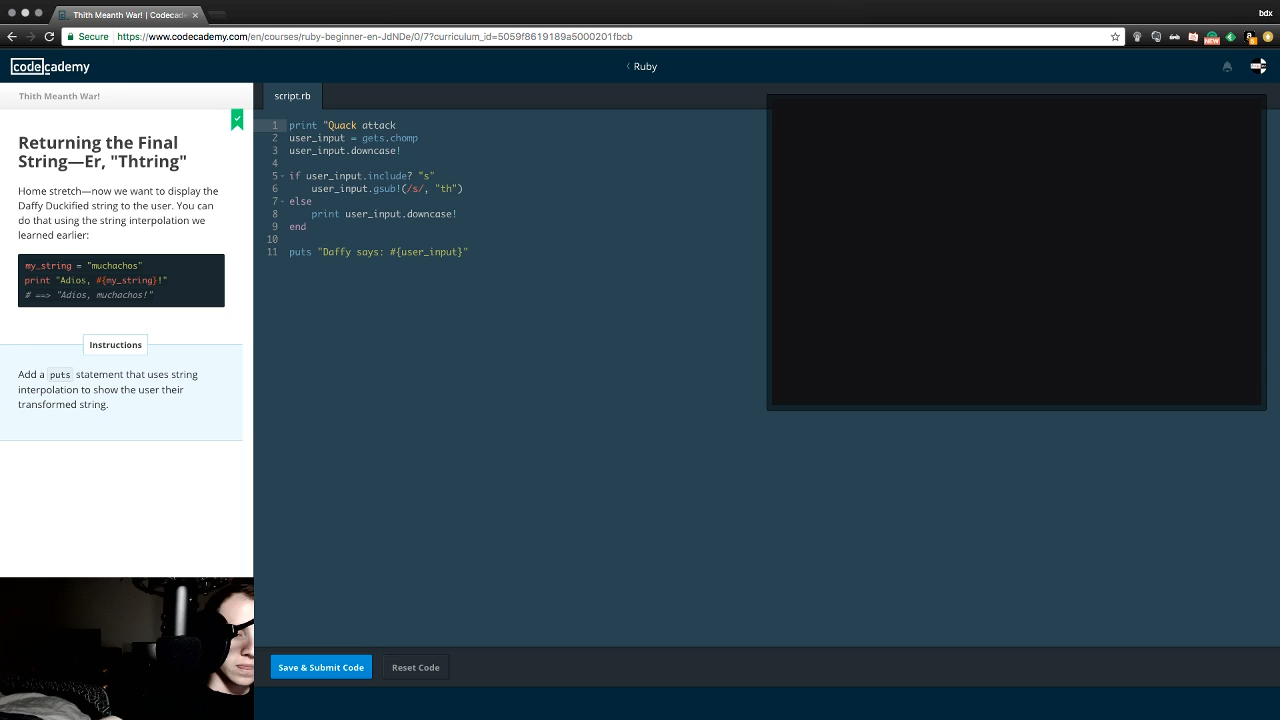 Thith Meanth War! | Codecade
bdx
Secure
https://www.codecademy.com/en/courses/ruby-beginner-en-JdNDe/0/7?curriculum_id=5059f8619189a5000201fbcb
NEW
codecademy
Ruby
Thith Meanth War!
Returning the Final
String—Er, "Thtring"
Home stretch—now we want to display the
Daffy Duckified string to the user. You can
do that using the string interpolation we
learned earlier:
my_string = "muchachos"
print "Adios, #{my_string}!"
# ==> "Adios, muchachos!"
Instructions
Add a puts statement that uses string
interpolation to show the user their
transformed string.
script.rb
1 print "Quack attack
2 user_input = gets.chomp
3 user_input.downcase!
4
5 if user_input.include? "s"
6 user_input.gsub!(/s/, "th")
7 else
8 print user_input.downcase!
9 end
10
11 puts "Daffy says: #{user_input}"
Save & Submit Code
Reset Code